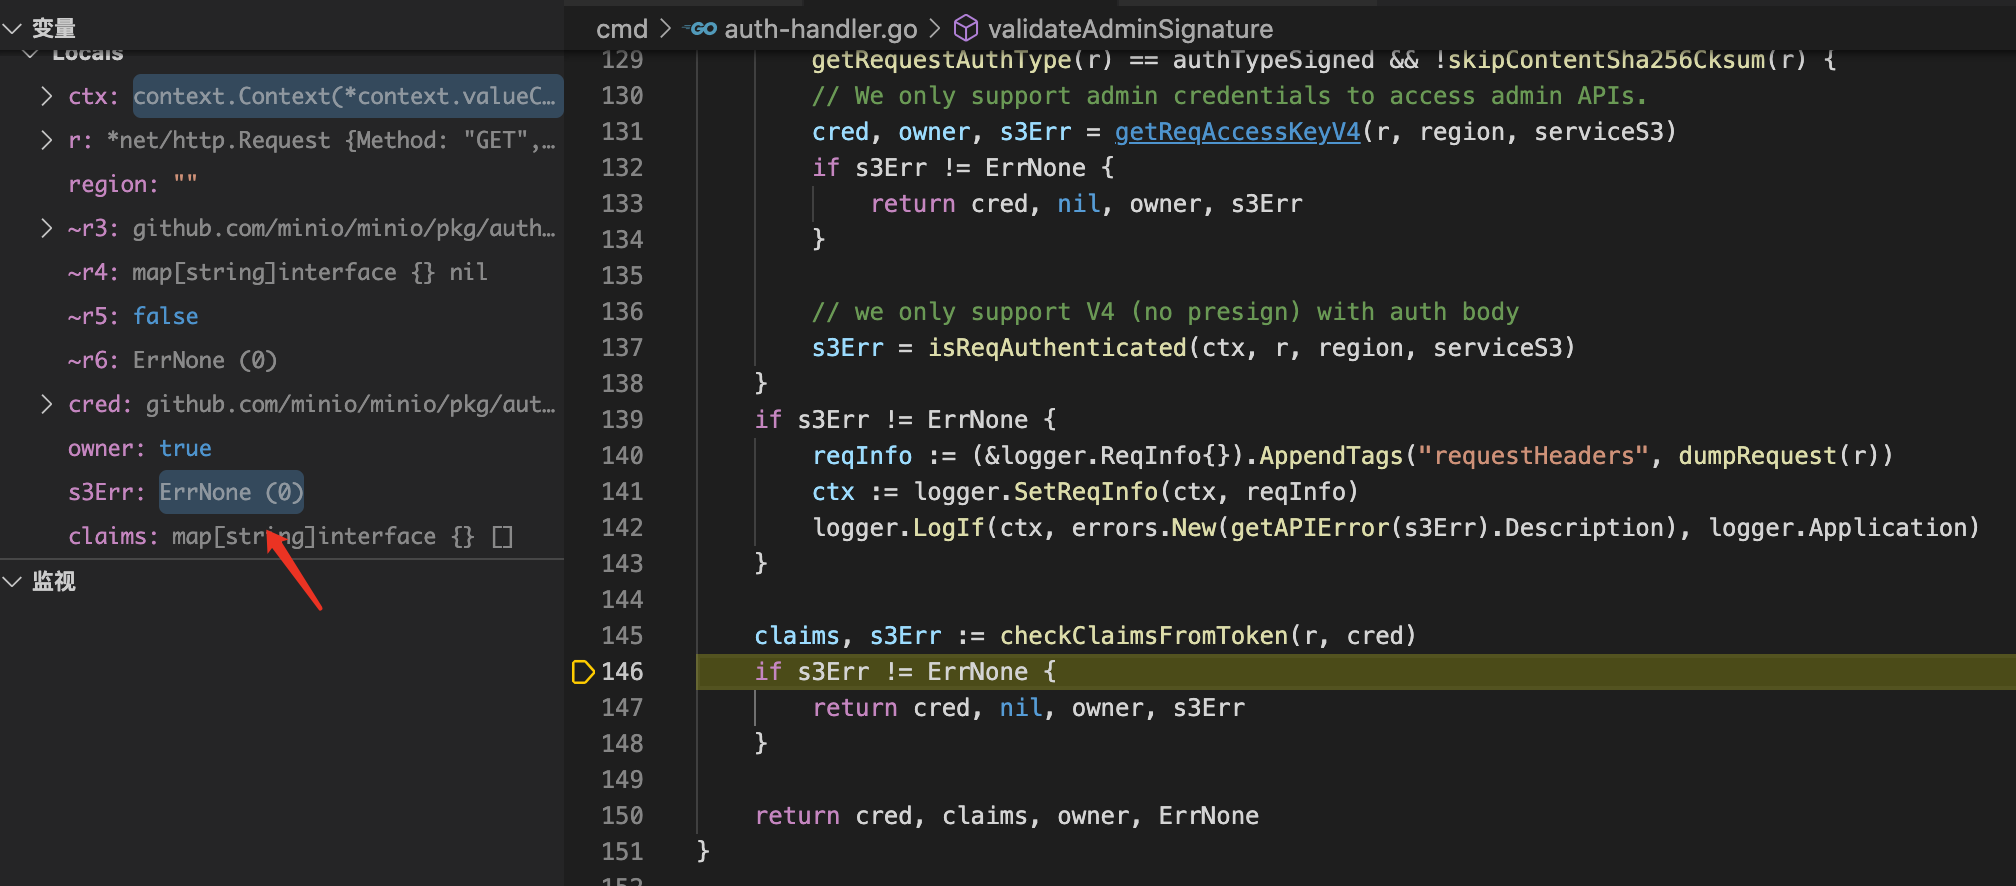 变量
Locals
ctx: context.Context(*context.valueC…
r: *net/http.Request {Method: "GET",…
region: ""
~r3: github.com/minio/minio/pkg/auth…
~r4: map[string]interface {} nil
~r5: false
~r6: ErrNone (0)
cred: github.com/minio/minio/pkg/aut…
owner: true
s3Err: ErrNone (0)
claims: map[string]interface {} []
监视
cmd > GO auth-handler.go > validateAdminSignature
129 getRequestAuthType(r) == authTypeSigned && !skipContentSha256Cksum(r) {
130 // We only support admin credentials to access admin APIs.
131 cred, owner, s3Err = getReqAccessKeyV4(r, region, serviceS3)
132 if s3Err != ErrNone {
133 return cred, nil, owner, s3Err
134 }
135
136 // we only support V4 (no presign) with auth body
137 s3Err = isReqAuthenticated(ctx, r, region, serviceS3)
138 }
139 if s3Err != ErrNone {
140 reqInfo := (&logger.ReqInfo{}).AppendTags("requestHeaders", dumpRequest(r))
141 ctx := logger.SetReqInfo(ctx, reqInfo)
142 logger.LogIf(ctx, errors.New(getAPIError(s3Err).Description), logger.Application)
143 }
144
145 claims, s3Err := checkClaimsFromToken(r, cred)
146 if s3Err != ErrNone {
147 return cred, nil, owner, s3Err
148 }
149
150 return cred, claims, owner, ErrNone
151 }
152